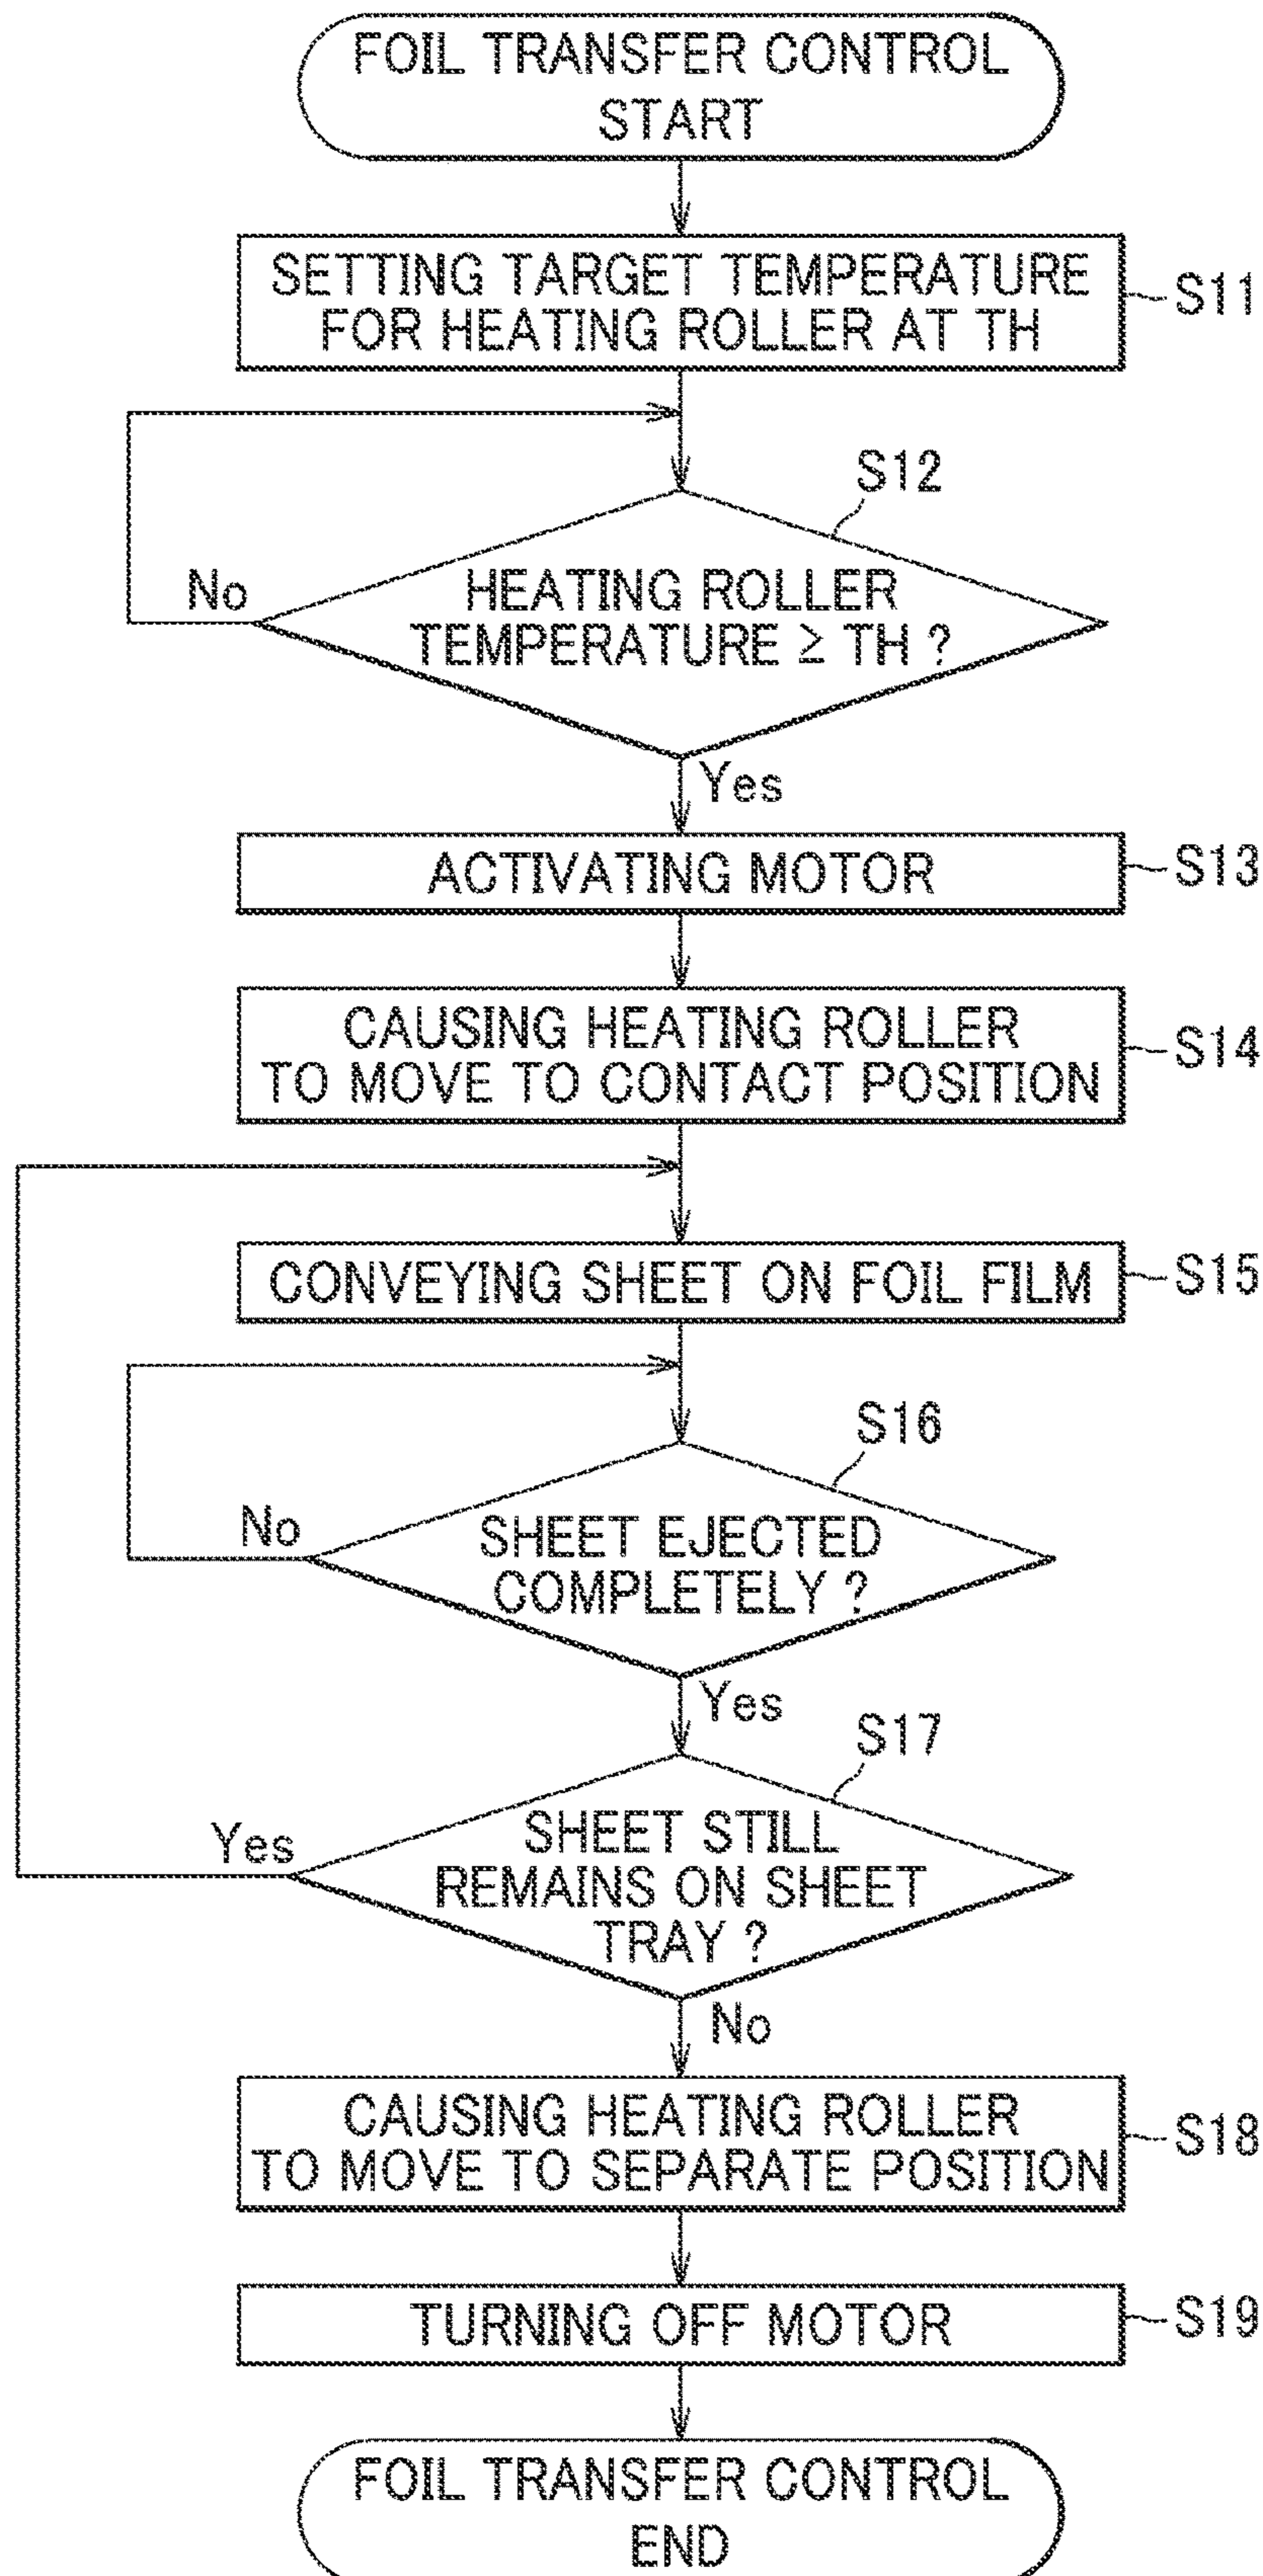 FOIL TRANSFER CONTROL
START
SETTING TARGET TEMPERATURE
FOR HEATING ROLLER AT TH
S11
S12
No
HEATING ROLLER
TEMPERATURE ≧ TH ?
Yes
ACTIVATING MOTOR
S13
CAUSING HEATING ROLLER
TO MOVE TO CONTACT POSITION
S14
CONVEYING SHEET ON FOIL FILM
S15
S16
No
SHEET EJECTED
COMPLETELY ?
Yes
S17
Yes
SHEET STILL
REMAINS ON SHEET
TRAY ?
No
CAUSING HEATING ROLLER
TO MOVE TO SEPARATE POSITION
S18
TURNING OFF MOTOR
S19
FOIL TRANSFER CONTROL
END